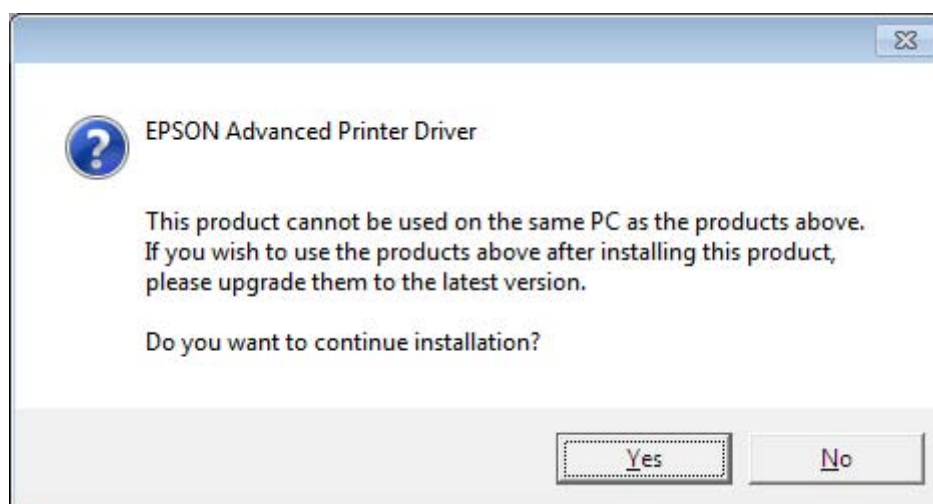 EPSON Advanced Printer Driver
This product cannot be used on the same PC as the products above.
If you wish to use the products above after installing this product,
please upgrade them to the latest version.
Do you want to continue installation?
Yes
No